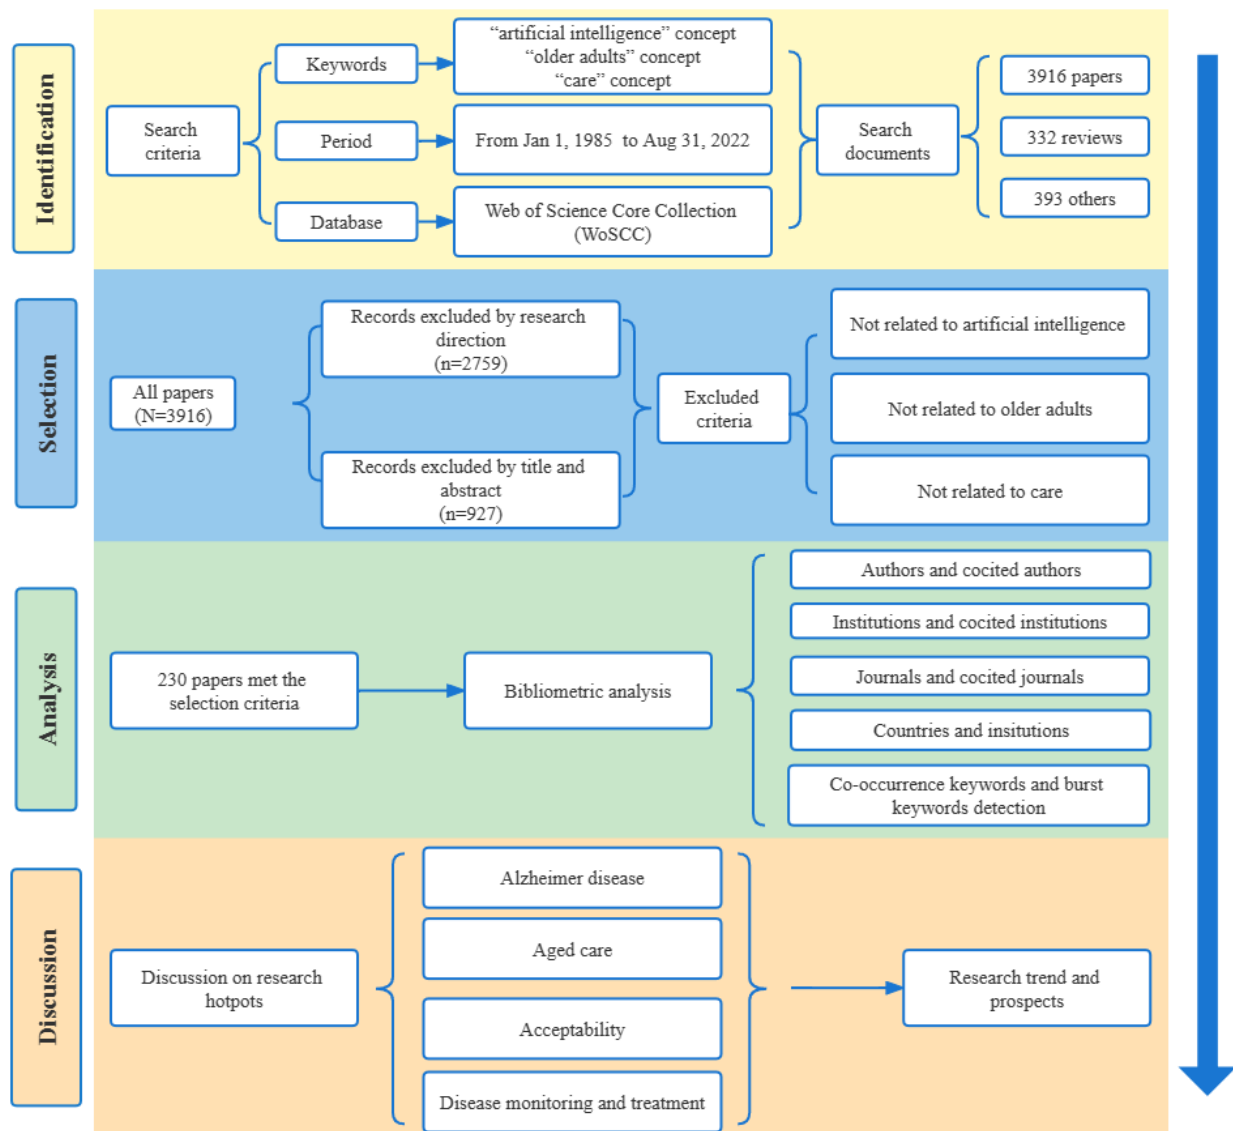 Identification
Search
criteria
Keywords
"artificial intelligence" concept
"older adults" concept
"care" concept
Period
From Jan 1, 1985 to Aug 31, 2022
Database
Web of Science Core Collection
(WoSCC)
Search
documents
3916 papers
332 reviews
393 others
Selection
All papers
(N=3916)
Records excluded by research
direction
(n=2759)
Records excluded by title and
abstract
(n=927)
Excluded
criteria
Not related to artificial intelligence
Not related to older adults
Not related to care
Analysis
230 papers met the
selection criteria
Bibliometric analysis
Authors and cocited authors
Institutions and cocited institutions
Journals and cocited journals
Countries and insitutions
Co-occurrence keywords and burst
keywords detection
Discussion
Discussion on research
hotpots
Alzheimer disease
Aged care
Acceptability
Disease monitoring and treatment
Research trend and
prospects